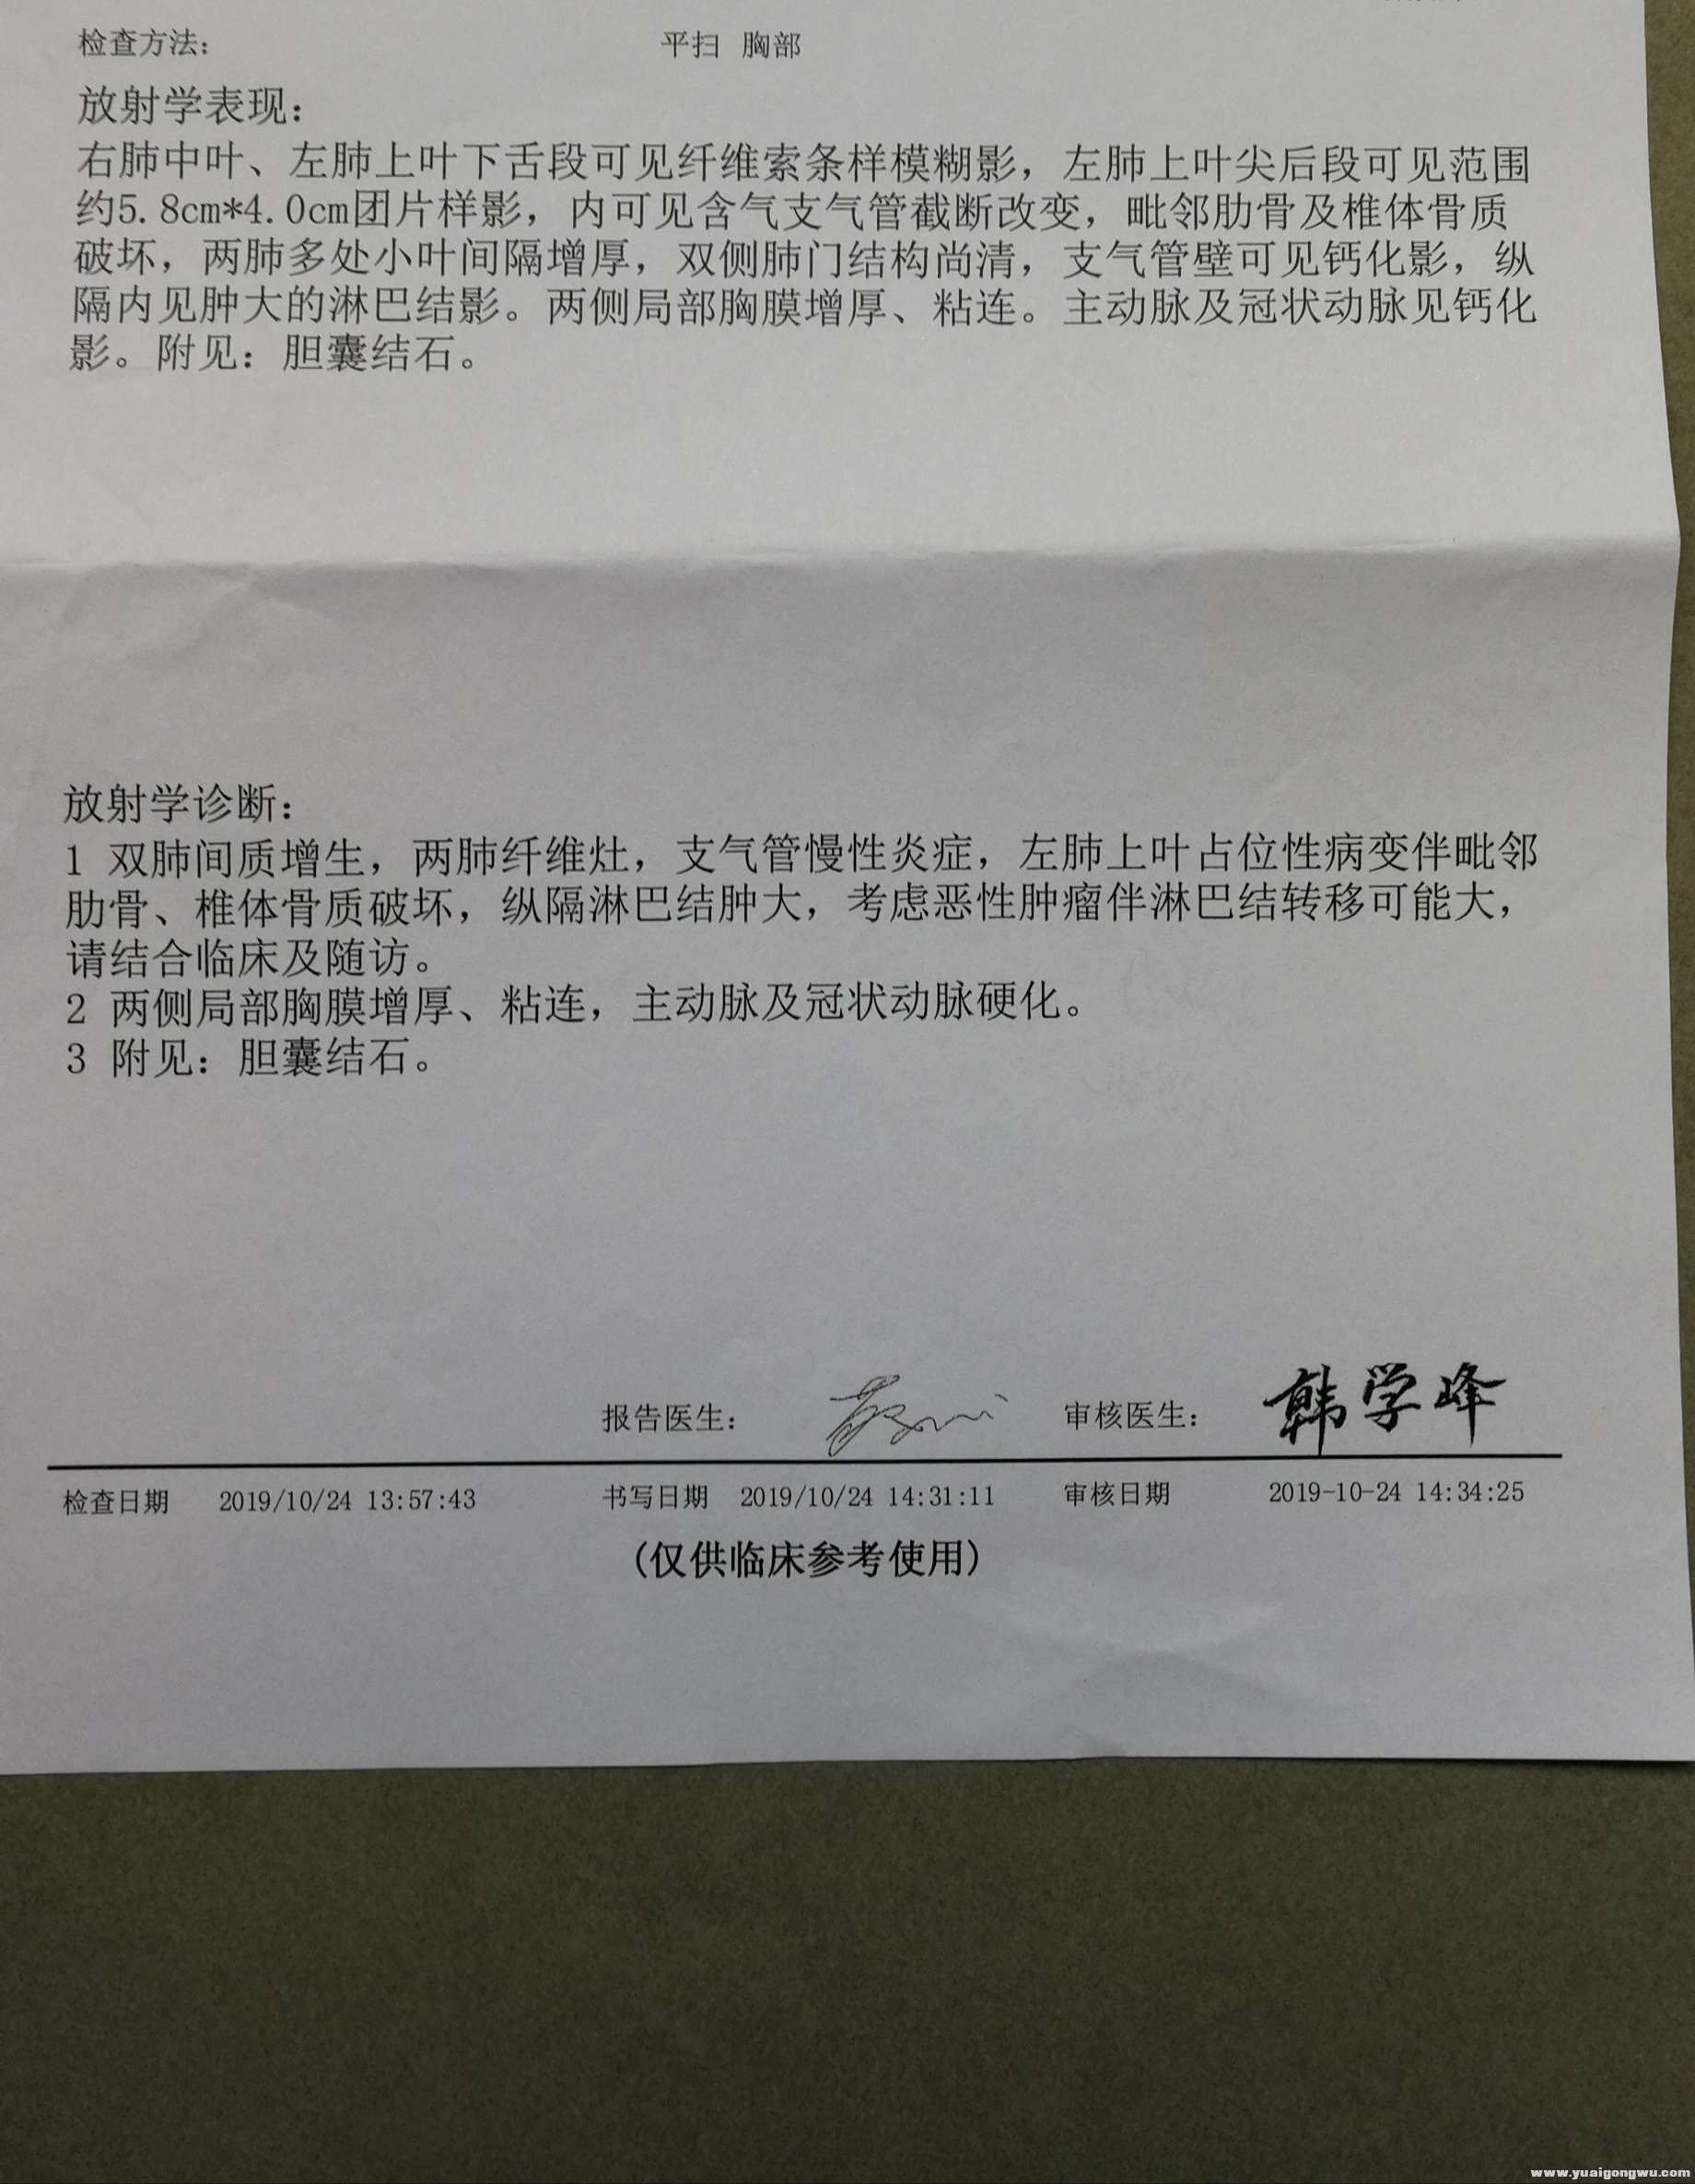 检查方法： 平扫 胸部
放射学表现：
右肺中叶、左肺上叶下舌段可见纤维索条样模糊影，左肺上叶尖后段可见范围
约5.8cm*4.0cm团片样影，内可见含气支气管截断改变，毗邻肋骨及椎体骨质
破坏，两肺多处小叶间隔增厚，双侧肺门结构尚清，支气管壁可见钙化影，纵
隔内见肿大的淋巴结影。两侧局部胸膜增厚、粘连。主动脉及冠状动脉见钙化
影。附见：胆囊结石。
放射学诊断：
1 双肺间质增生，两肺纤维灶，支气管慢性炎症，左肺上叶占位性病变伴毗邻
肋骨、椎体骨质破坏，纵隔淋巴结肿大，考虑恶性肿瘤伴淋巴结转移可能大，
请结合临床及随访。
2 两侧局部胸膜增厚、粘连，主动脉及冠状动脉硬化。
3 附见：胆囊结石。
报告医生： 审核医生： 韩学峰
检查日期 2019/10/24 13:57:43 书写日期 2019/10/24 14:31:11 审核日期 2019-10-24 14:34:25
(仅供临床参考使用)
www.yuaigongwu.com